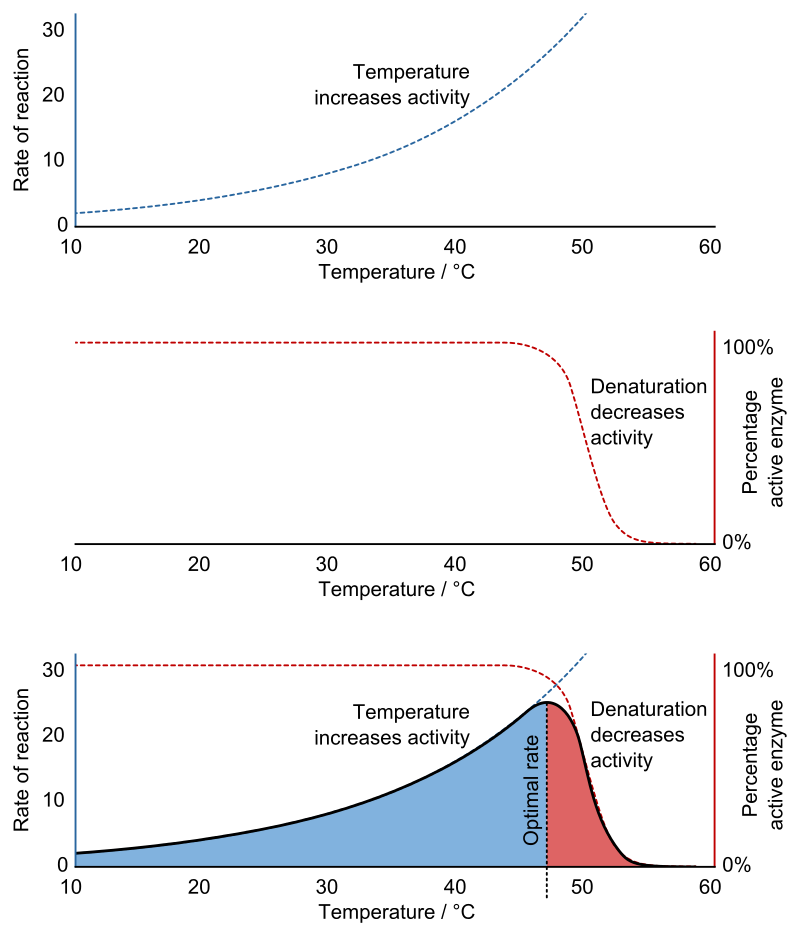 30
Temperature
increases activity
20
Rate of reaction
10
0
10 20 30 40 50 60
Temperature / °C
100%
Denaturation
decreases
activity
Percentage
active enzyme
0%
10 20 30 40 50 60
Temperature / °C
30
100%
Temperature
increases activity
Denaturation
decreases
activity
20
Rate of reaction
Optimal rate
Percentage
active enzyme
10
0
0%
10 20 30 40 50 60
Temperature / °C